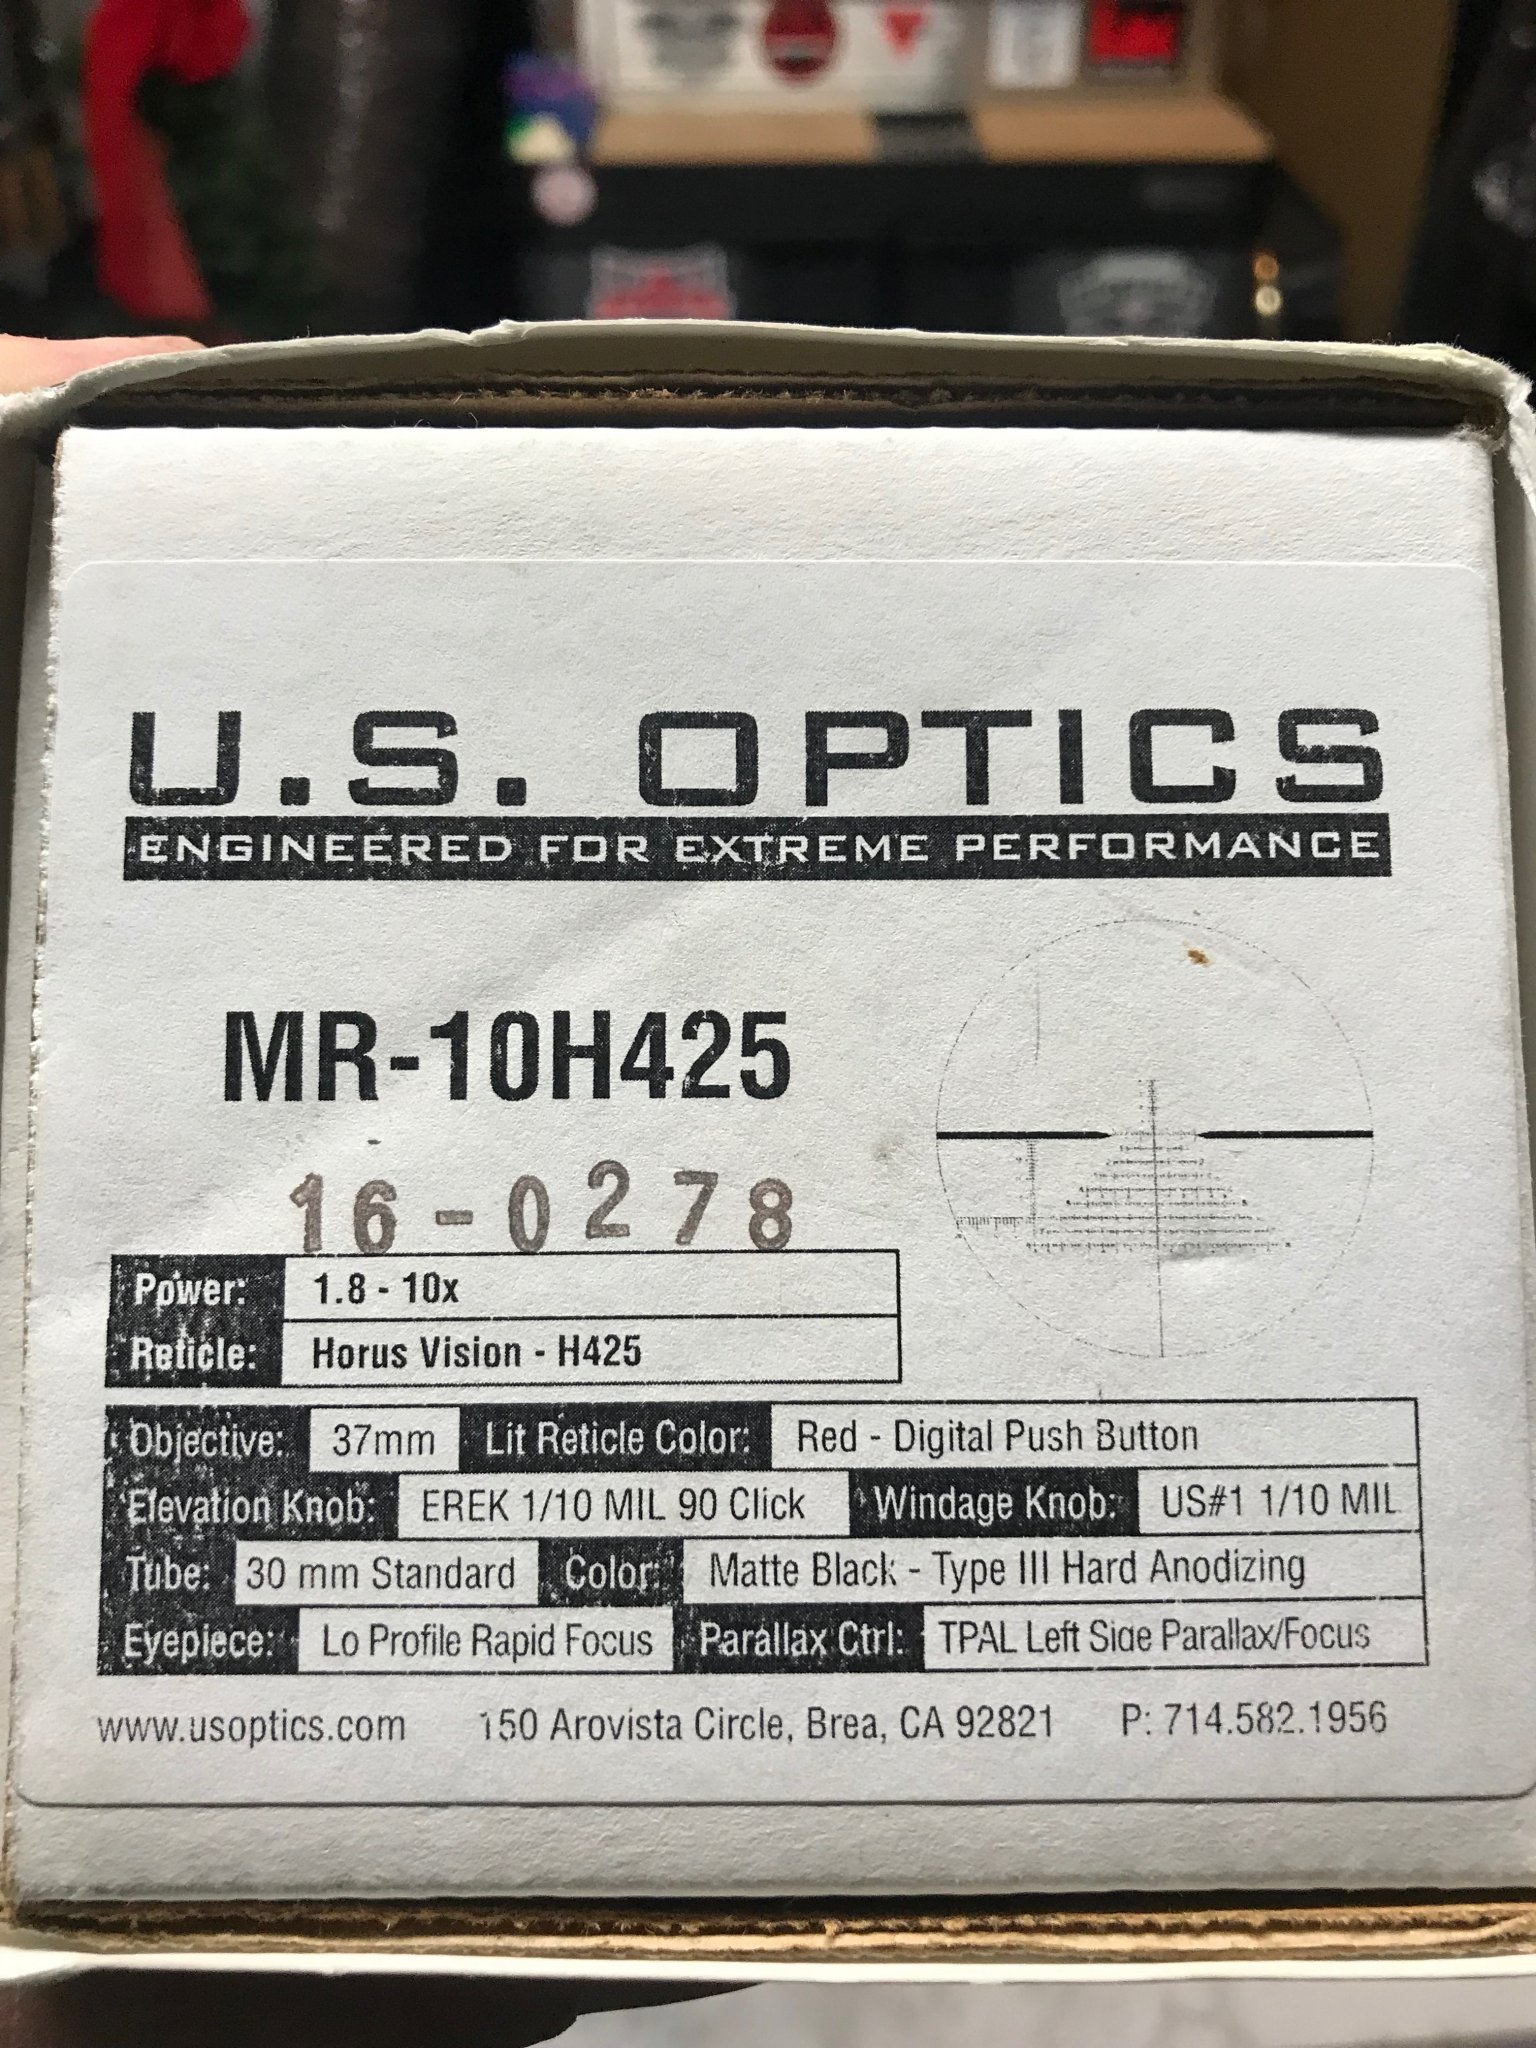 U.S. OPTICS
ENGINEERED FOR EXTREME PERFORMANCE
MR-10H425
16-0278
Power: 1.8 - 10x
Reticle: Horus Vision - H425
Objective: 37mm Lit Reticle Color: Red - Digital Push Button
Elevation Knob: EREK 1/10 MIL 90 Click Windage Knob: US#1 1/10 MIL
Tube: 30 mm Standard Color: Matte Black - Type III Hard Anodizing
Eyepiece: Lo Profile Rapid Focus Parallax Ctrl: TPAL Left Side Parallax/Focus
www.usoptics.com 150 Arovista Circle, Brea, CA 92821 P: 714.582.1956